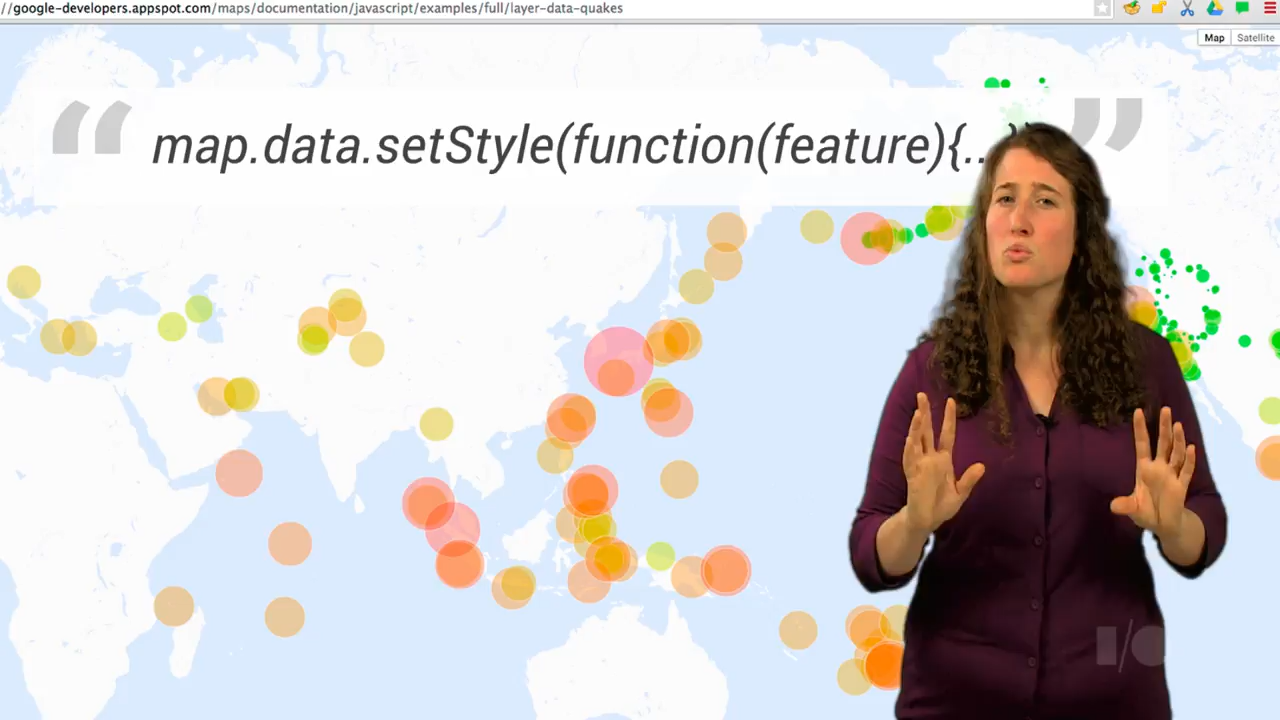 //google-developers.appspot.com/maps/documentation/javascript/examples/full/layer-data-quakes
Map Satellite
“ map.data.setStyle(function(feature){...}) ”
I/O